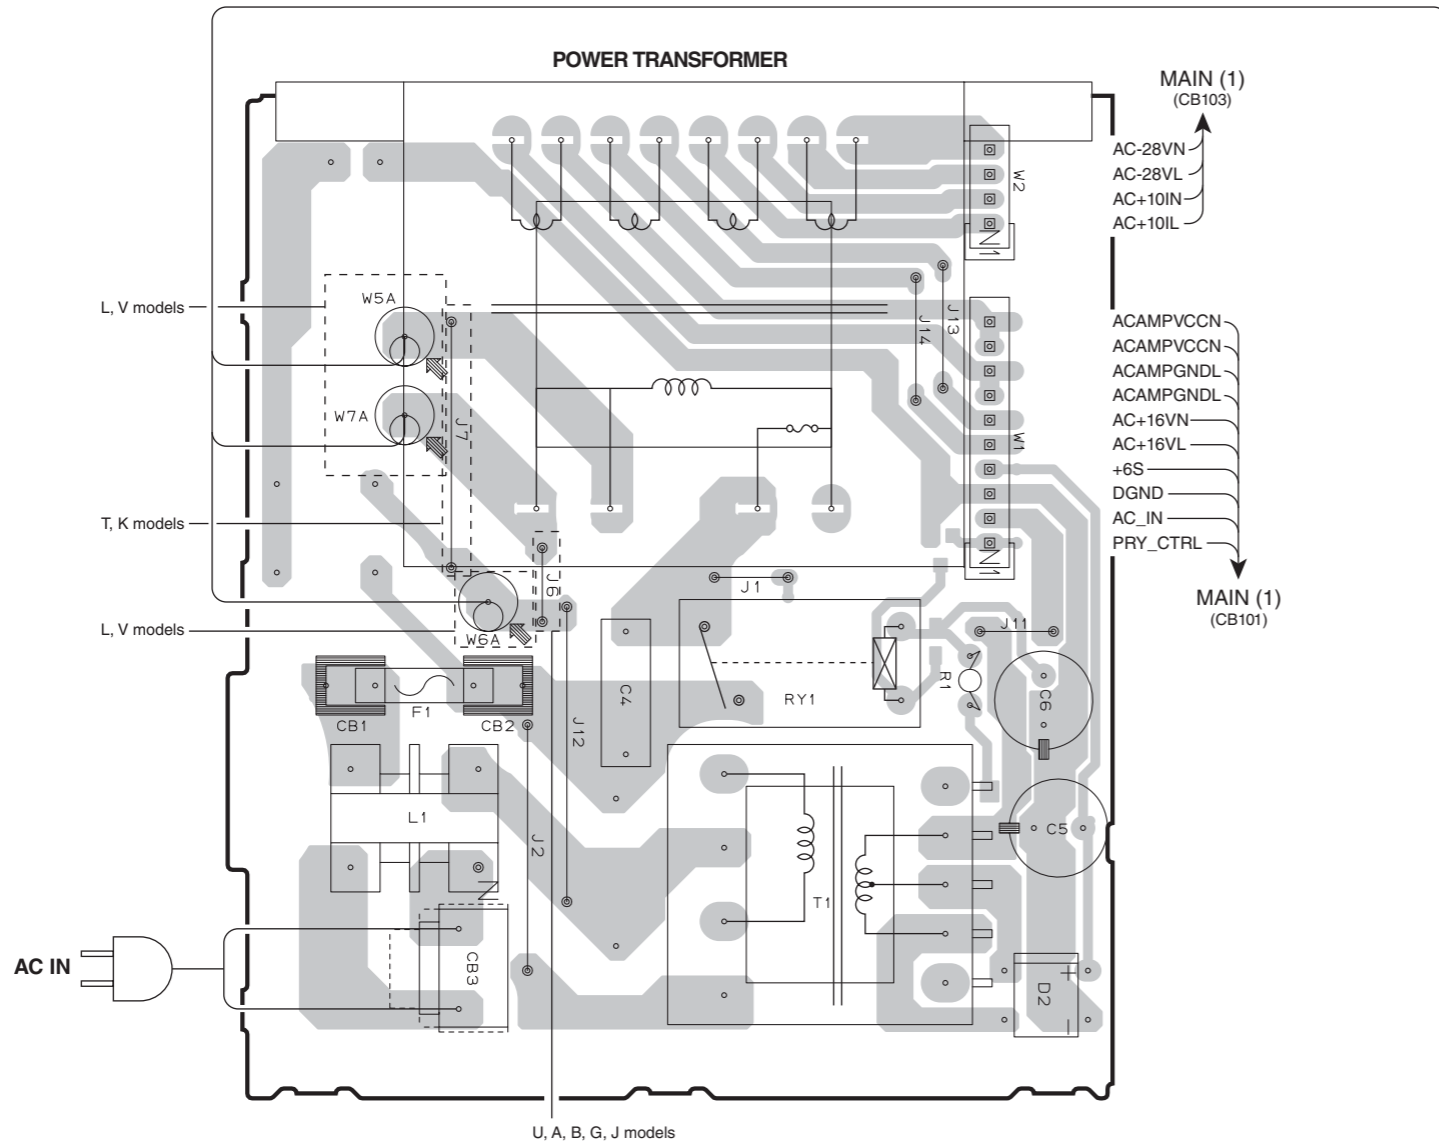 POWER TRANSFORMER
MAIN (1)
(CB103)
AC-28VN
AC-28VL
AC+10IN
AC+10IL
W2
N1
L, V models
W5A
W7A
J7
J13
J14
W1
ACAMPVCCN
ACAMPVCCN
ACAMPGNDL
ACAMPGNDL
AC+16VN
AC+16VL
+6S
DGND
AC_IN
PRY_CTRL
N1
MAIN (1)
(CB101)
T, K models
J6
J1
L, V models
W6A
J11
R1
C6
CB1
F1
CB2
J12
C4
RY1
L1
J2
N
C5
T1
AC IN
CB3
D2
U, A, B, G, J models